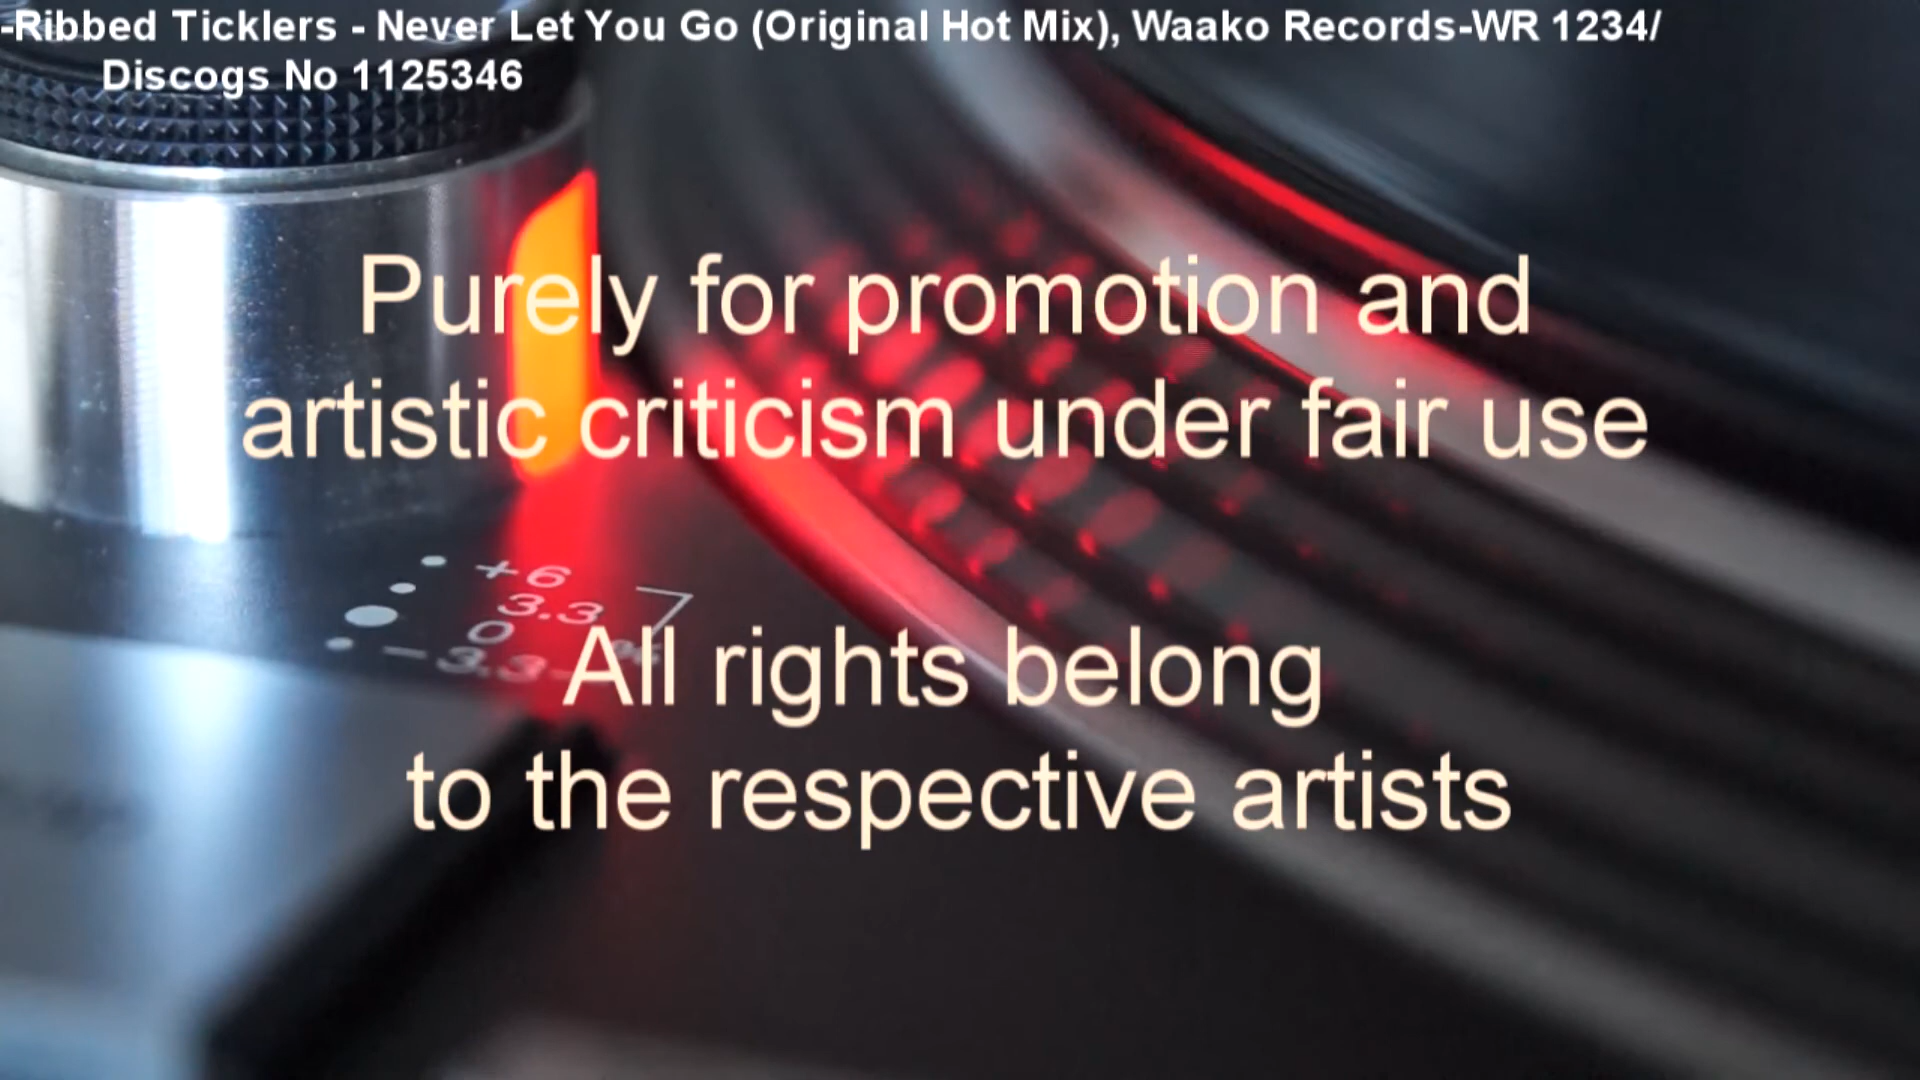 -Ribbed Ticklers - Never Let You Go (Original Hot Mix), Waako Records-WR 1234/
Discogs No 1125346
Purely for promotion and
artistic criticism under fair use
+6
3.3
0
-3.3
All rights belong
to the respective artists